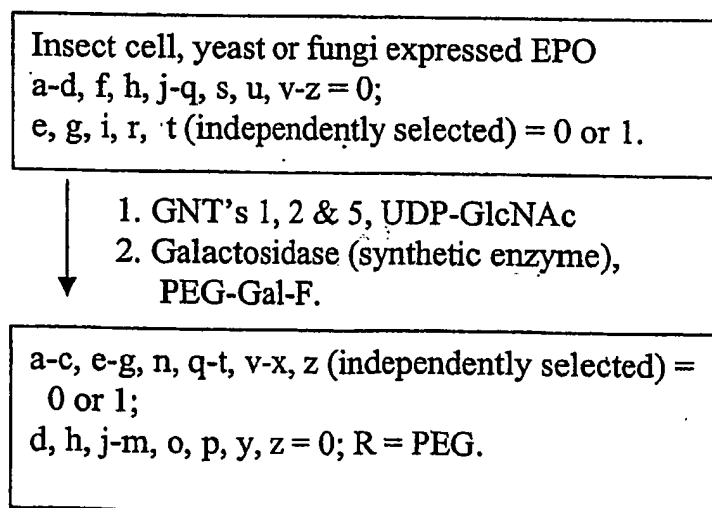 Insect cell, yeast or fungi expressed EPO
a-d, f, h, j-q, s, u, v-z = 0;
e, g, i, r, t (independently selected) = 0 or 1.
1. GNT's 1, 2 & 5, UDP-GlcNAc
2. Galactosidase (synthetic enzyme),
PEG-Gal-F.
a-c, e-g, n, q-t, v-x, z (independently selected) =
0 or 1;
d, h, j-m, o, p, y, z = 0; R = PEG.